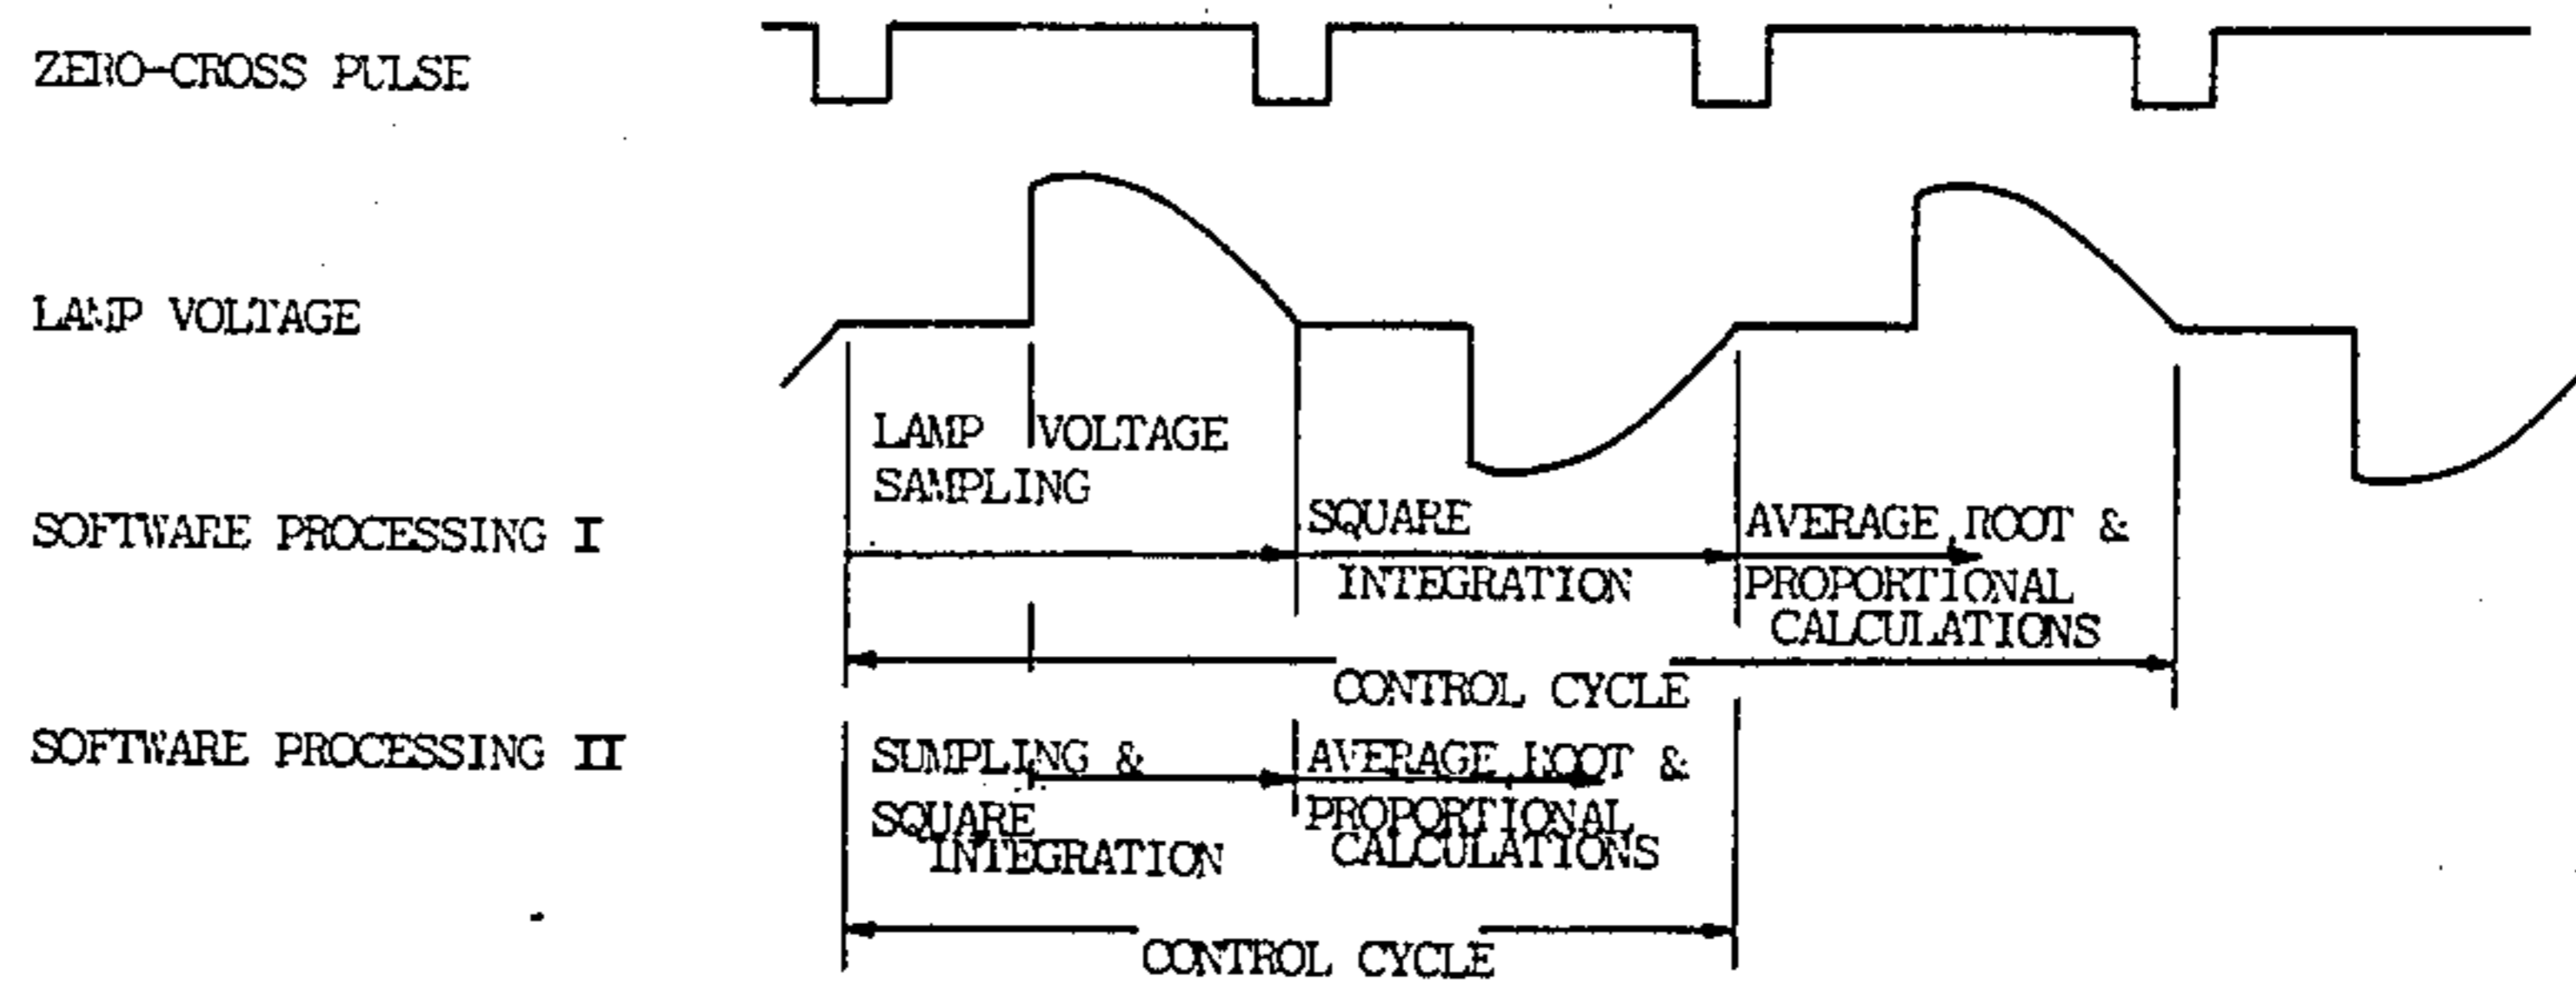 ZERO-CROSS PULSE
LAMP VOLTAGE
LAMP VOLTAGE
SAMPLING
SOFTWARE PROCESSING I
SQUARE
INTEGRATION
AVERAGE ROOT &
PROPORTIONAL
CALCULATIONS
CONTROL CYCLE
SOFTWARE PROCESSING II
SUMPLING &
SQUARE
INTEGRATION
AVERAGE ROOT &
PROPORTIONAL
CALCULATIONS
CONTROL CYCLE